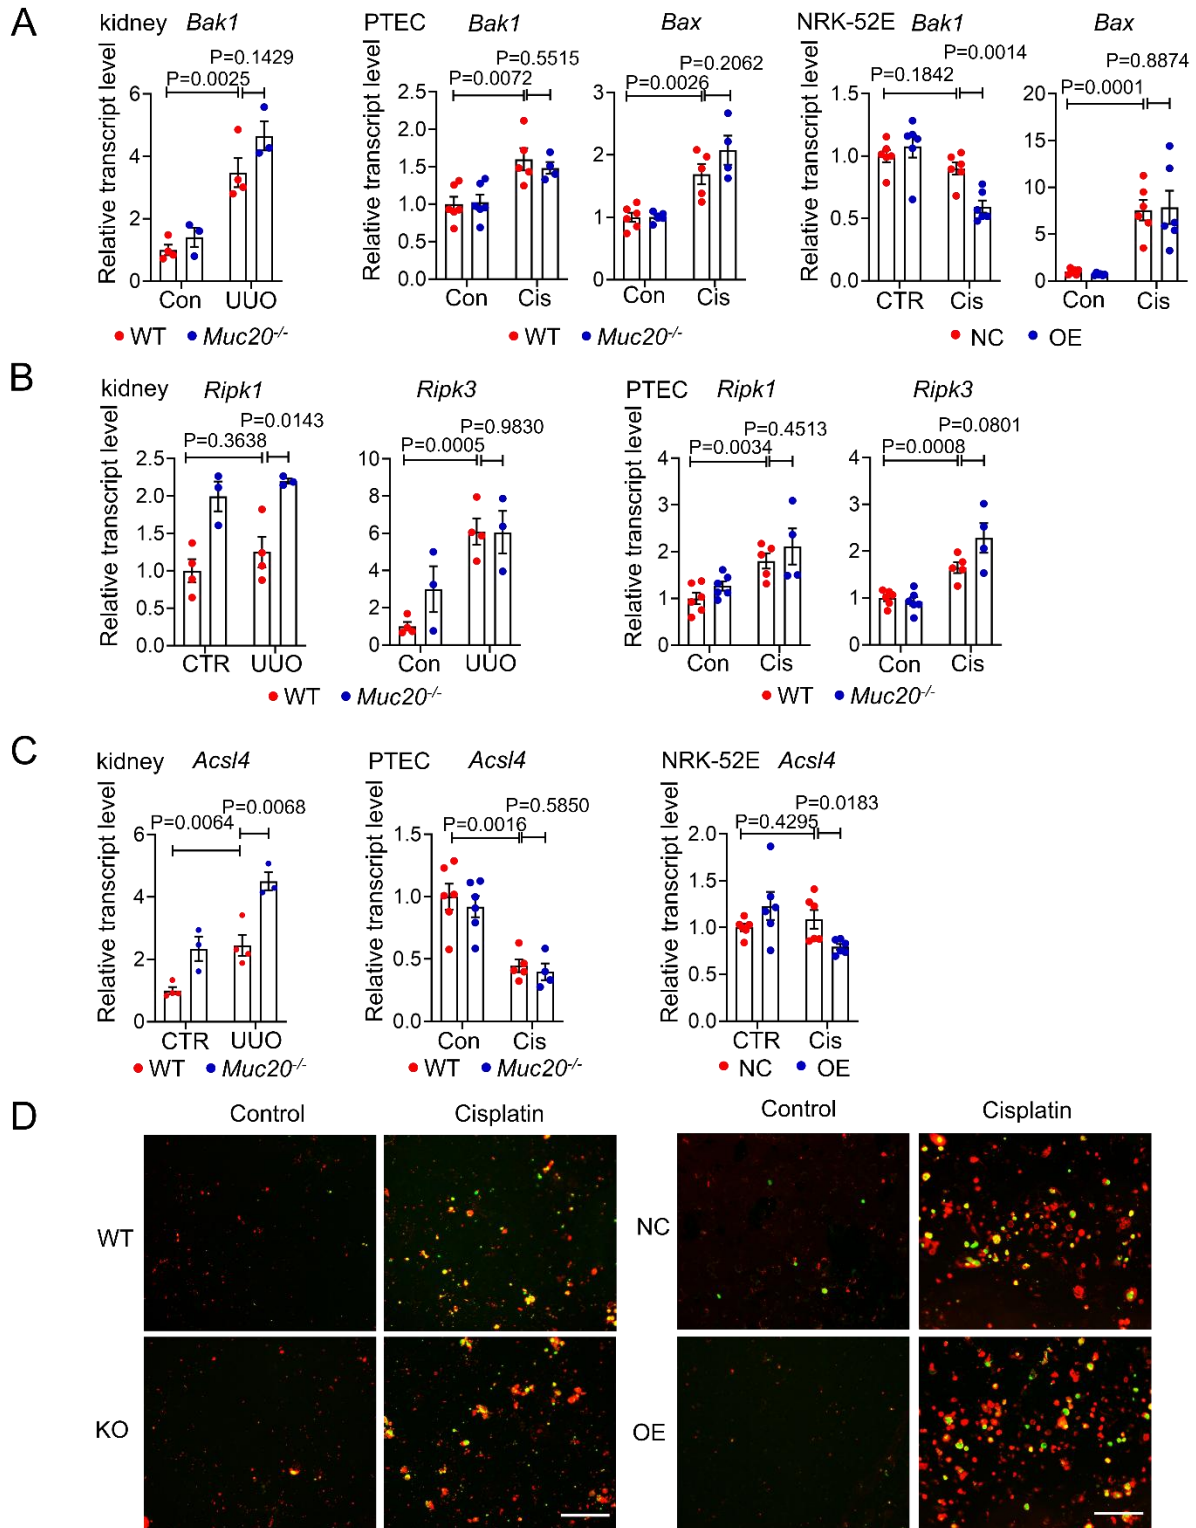 A
kidney Bak1
PTEC Bak1 Bax
NRK-52E Bak1 Bax
P=0.1429
P=0.0025
Relative transcript level
6
4
2
0
Con UUO
P=0.5515
P=0.0072
Relative transcript level
2.5
2.0
1.5
1.0
0.5
0.0
Con Cis
P=0.2062
P=0.0026
3
2
1
0
Con Cis
P=0.0014
P=0.1842
Relative transcript level
1.5
1.0
0.5
0.0
CTR Cis
P=0.8874
P=0.0001
20
15
10
5
0
Con Cis
WT Muc20-/-
WT Muc20-/-
NC OE
B
kidney Ripk1 Ripk3
PTEC Ripk1 Ripk3
P=0.0143
P=0.3638
Relative transcript level
2.5
2.0
1.5
1.0
0.5
0.0
CTR UUO
P=0.9830
P=0.0005
10
8
6
4
2
0
Con UUO
P=0.4513
P=0.0034
Relative transcript level
4
3
2
1
0
Con Cis
P=0.0801
P=0.0008
4
3
2
1
0
Con Cis
WT Muc20-/-
WT Muc20-/-
C
kidney Acsl4
PTEC Acsl4
NRK-52E Acsl4
P=0.0068
P=0.0064
Relative transcript level
6
4
2
0
CTR UUO
WT Muc20-/-
P=0.5850
P=0.0016
Relative transcript level
1.5
1.0
0.5
0.0
Con Cis
WT Muc20-/-
P=0.0183
P=0.4295
Relative transcript level
2.0
1.5
1.0
0.5
0.0
CTR Cis
NC OE
D
Control Cisplatin Control Cisplatin
WT NC
KO OE